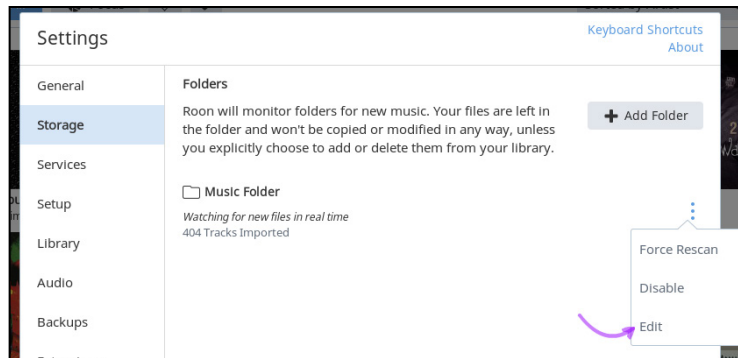 Settings
Keyboard Shortcuts
About
General
Storage
Services
Setup
Library
Audio
Backups
Folders
Roon will monitor folders for new music. Your files are left in
the folder and won't be copied or modified in any way, unless
you explicitly choose to add or delete them from your library.
Add Folder
Music Folder
Watching for new files in real time
404 Tracks Imported
Force Rescan
Disable
Edit